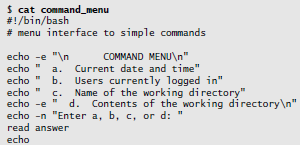 $ cat command_menu
#!/bin/bash
# menu interface to simple commands
echo -e "\n      COMMAND MENU\n"
echo "  a.  Current date and time"
echo "  b.  Users currently logged in"
echo "  c.  Name of the working directory"
echo -e "  d.  Contents of the working directory\n"
echo -n "Enter a, b, c, or d: "
read answer
echo